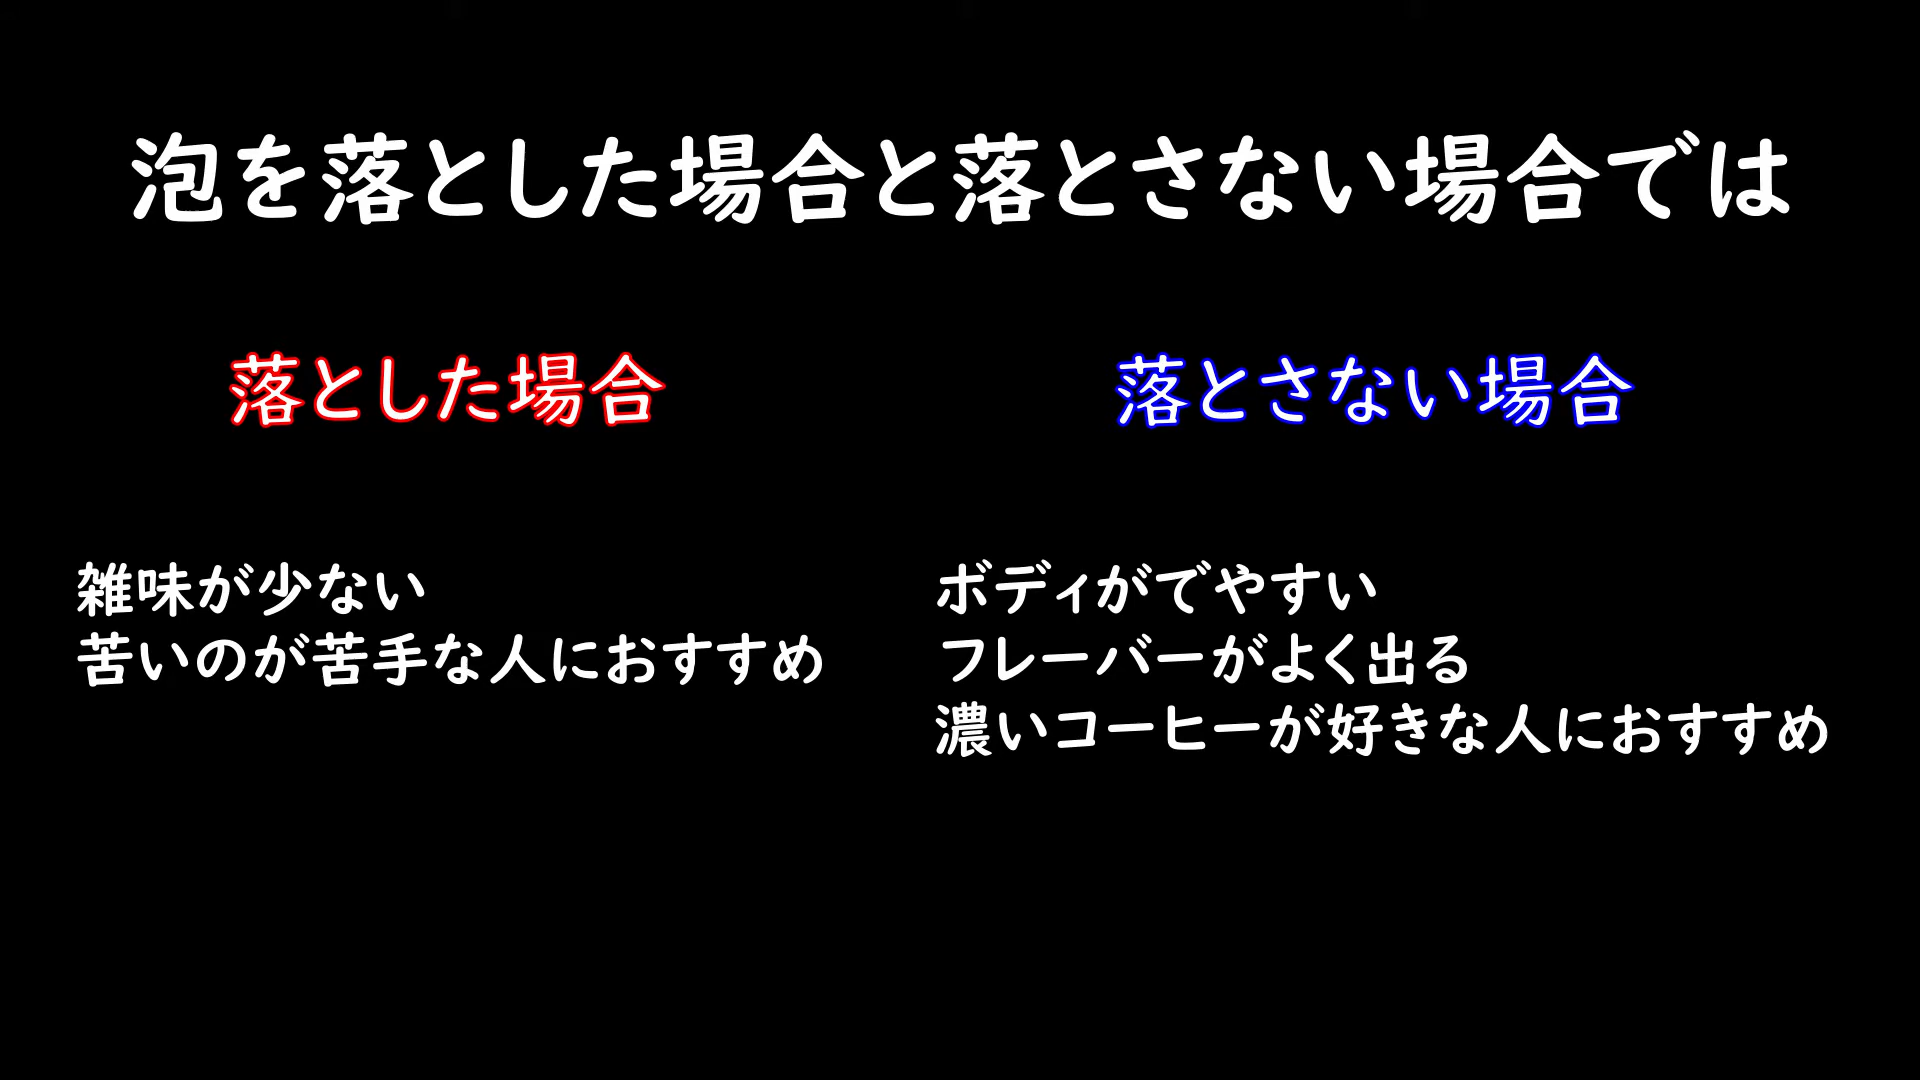 泡を落とした場合と落とさない場合では
落とした場合
雑味が少ない
苦いのが苦手な人におすすめ
落とさない場合
ボディがでやすい
フレーバーがよく出る
濃いコーヒーが好きな人におすすめ